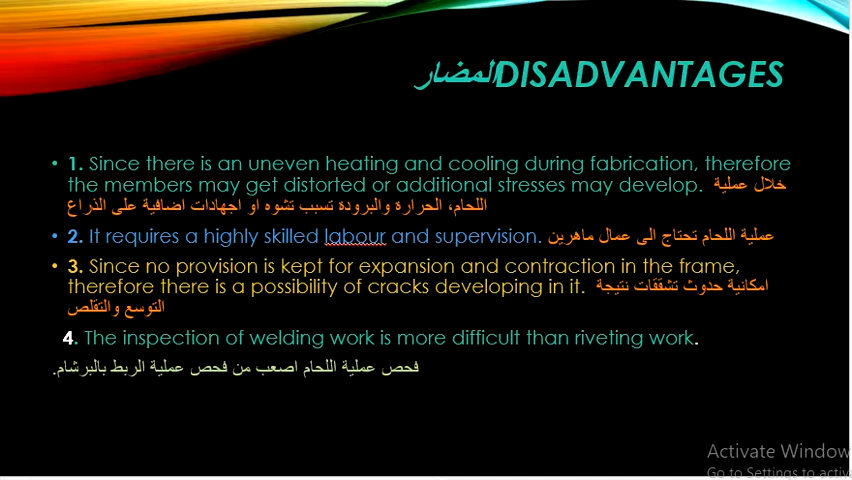 المضارDISADVANTAGES
• 1. Since there is an uneven heating and cooling during fabrication, therefore
the members may get distorted or additional stresses may develop. خلال عملية
اللحام، الحرارة والبرودة تسبب تشوه او اجهادات اضافية على الذراع
• 2. It requires a highly skilled labour and supervision. عملية اللحام تحتاج الى عمال ماهرين
• 3. Since no provision is kept for expansion and contraction in the frame,
therefore there is a possibility of cracks developing in it. امكانية حدوث تشققات نتيجة
التوسع والتقلص
4. The inspection of welding work is more difficult than riveting work.
فحص عملية اللحام اصعب من فحص عملية الربط بالبرشام.
Activate Window
Go to Settings to activ